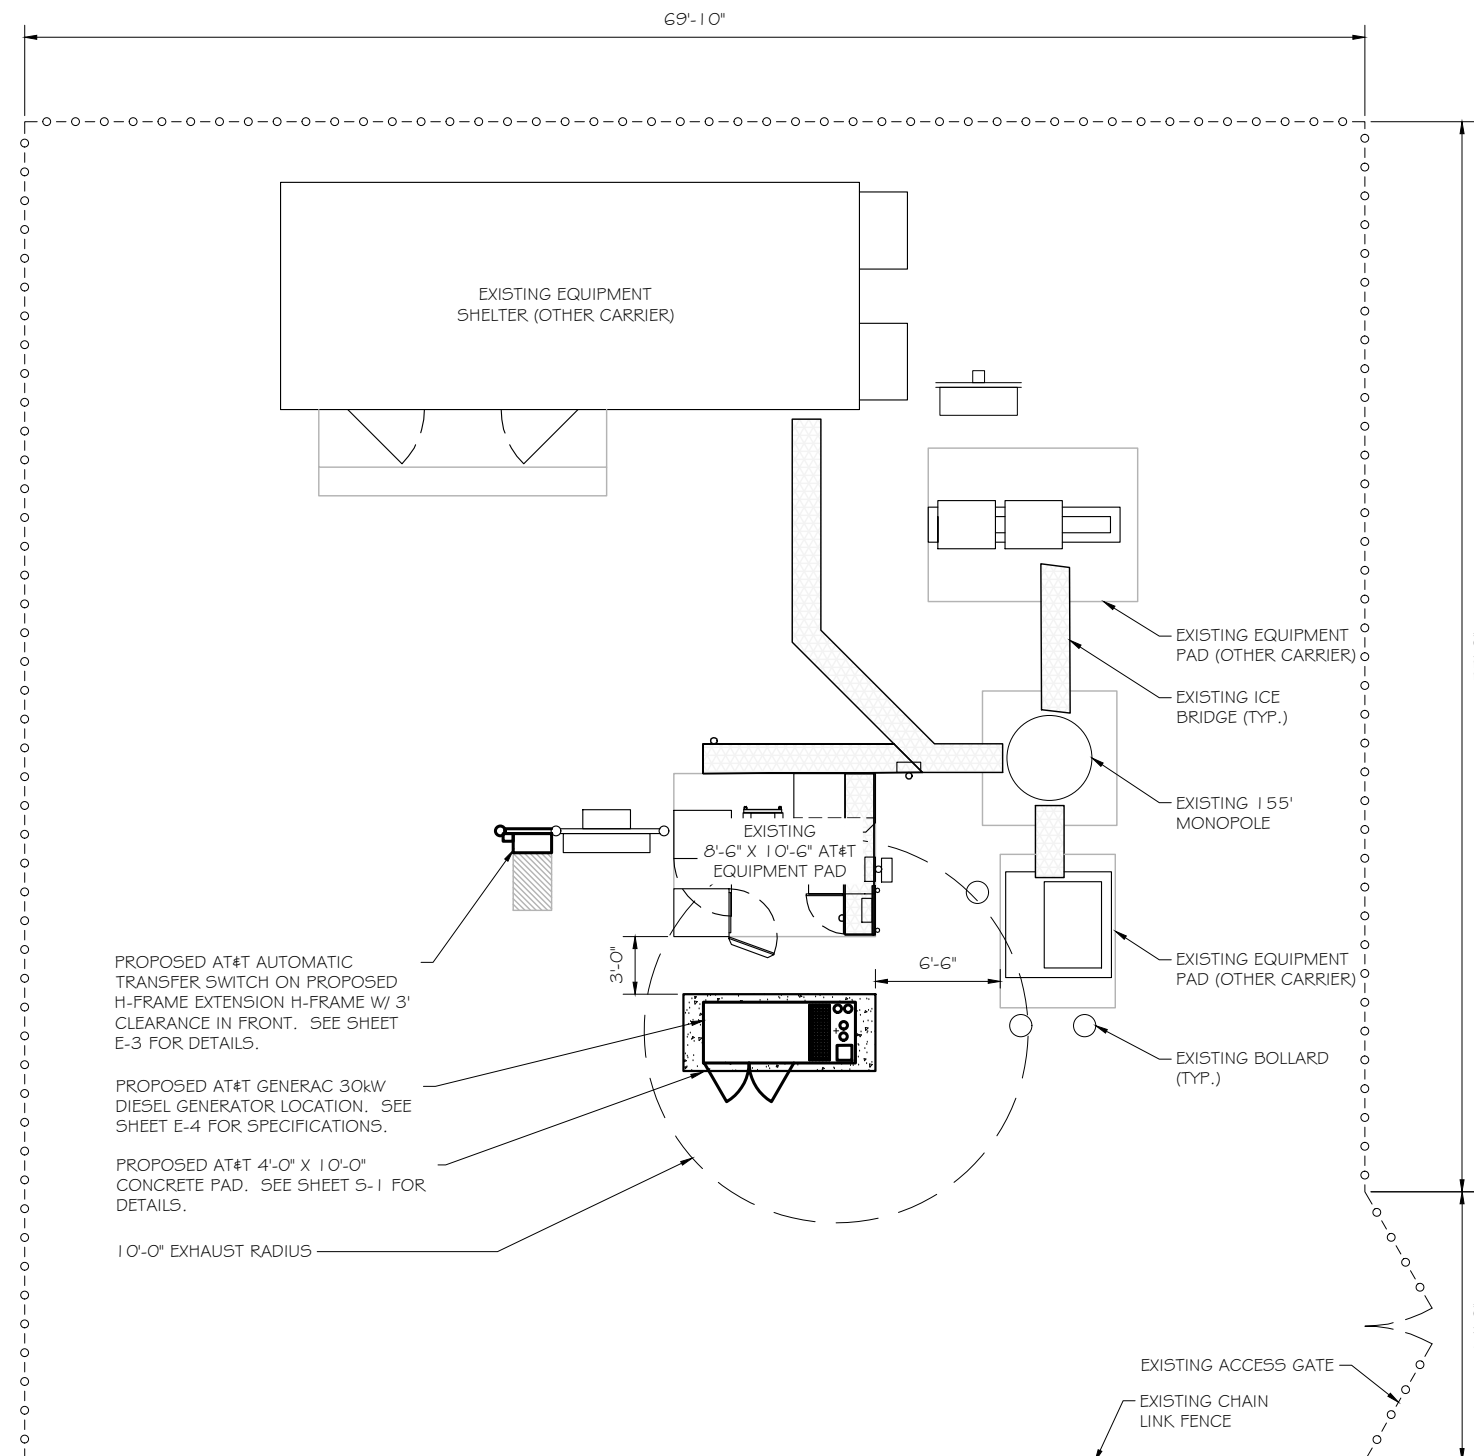 69'-10"
EXISTING EQUIPMENT
SHELTER (OTHER CARRIER)
EXISTING EQUIPMENT
PAD (OTHER CARRIER)
EXISTING ICE
BRIDGE (TYP.)
EXISTING 155'
MONOPOLE
EXISTING
8'-6" X 10'-6" AT&T
EQUIPMENT PAD
3'-0"
6'-6"
EXISTING EQUIPMENT
PAD (OTHER CARRIER)
EXISTING BOLLARD
(TYP.)
PROPOSED AT&T AUTOMATIC
TRANSFER SWITCH ON PROPOSED
H-FRAME EXTENSION H-FRAME W/ 3'
CLEARANCE IN FRONT. SEE SHEET
E-3 FOR DETAILS.
PROPOSED AT&T GENERAC 30kW
DIESEL GENERATOR LOCATION. SEE
SHEET E-4 FOR SPECIFICATIONS.
PROPOSED AT&T 4'-0" X 10'-0"
CONCRETE PAD. SEE SHEET S-1 FOR
DETAILS.
10'-0" EXHAUST RADIUS
EXISTING ACCESS GATE
EXISTING CHAIN
LINK FENCE